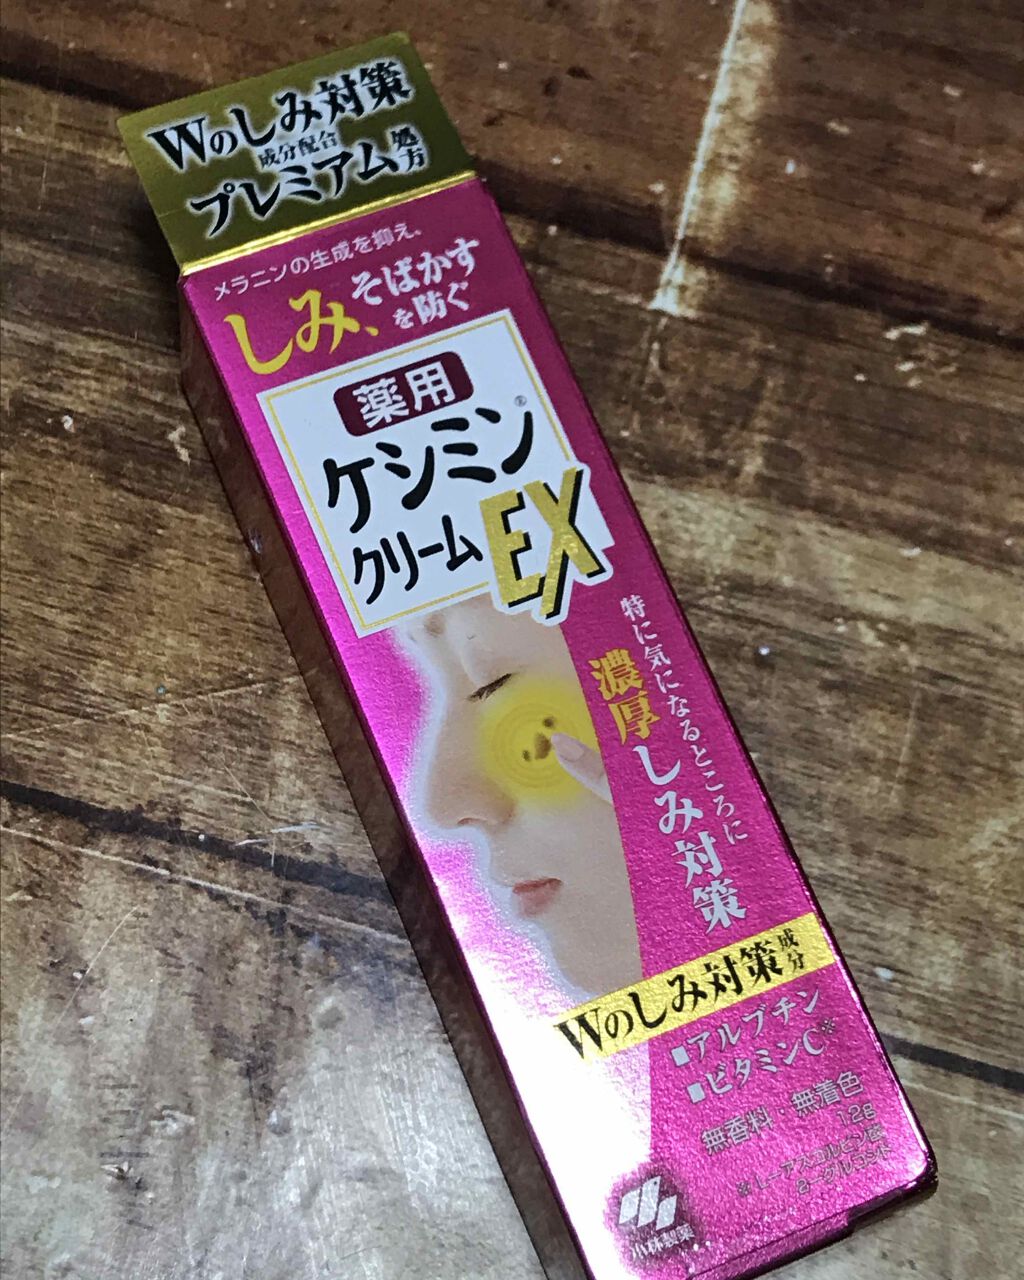 Wのしみ対策
成分配合
プレミアム処方
メラニンの生成を抑え、
しみ、そばかす
を防ぐ
薬用
ケシミン®
クリームEX
特に気になるところに
濃厚しみ対策
Wのしみ対策成分
■アルブチン
■ビタミンC※
無香料・無着色
12g
※L-アスコルビン酸
2-グルコシド
小林製薬